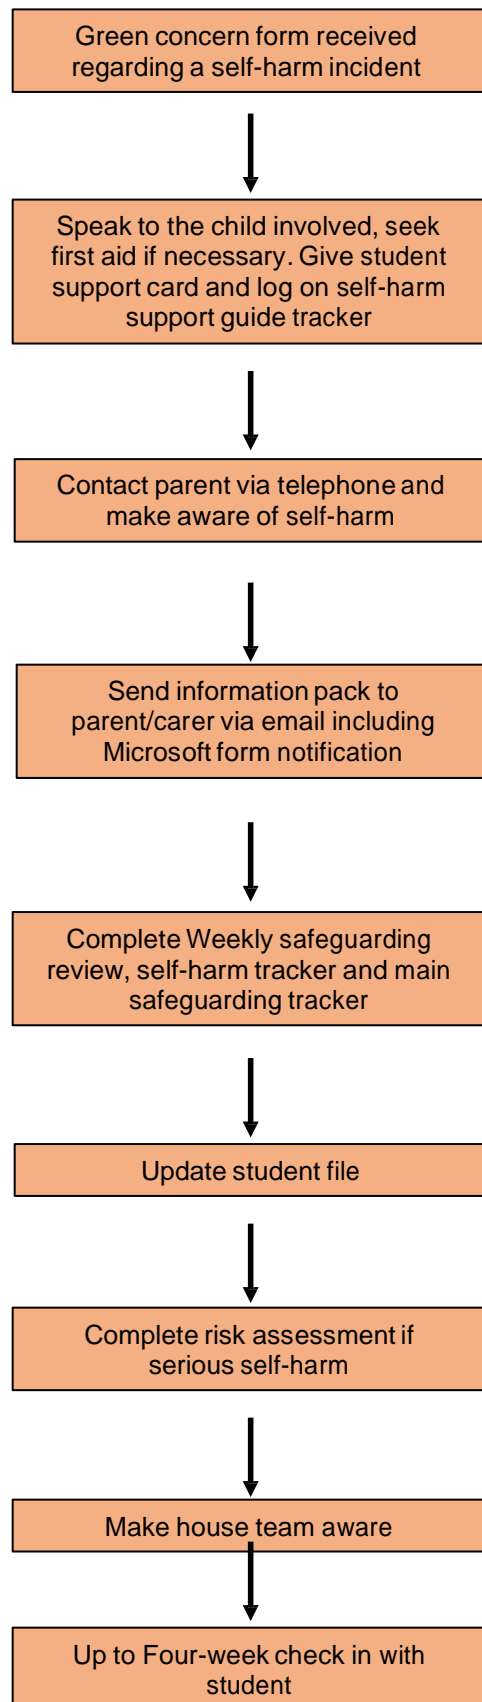 Green concern form received
regarding a self-harm incident
Speak to the child involved, seek
first aid if necessary. Give student
support card and log on self-harm
support guide tracker
Contact parent via telephone and
make aware of self-harm
Send information pack to
parent/carer via email including
Microsoft form notification
Complete Weekly safeguarding
review, self-harm tracker and main
safeguarding tracker
Update student file
Complete risk assessment if
serious self-harm
Make house team aware
Up to Four-week check in with
student